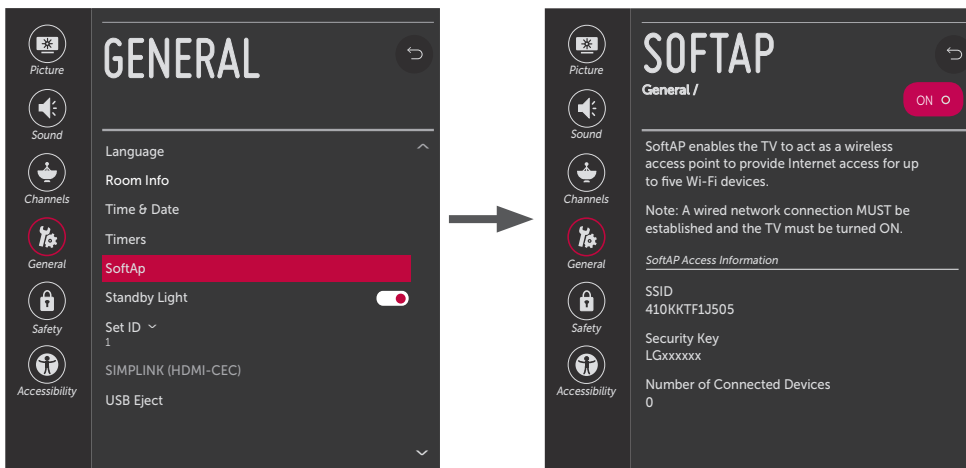 GENERAL
Picture
Sound
Channels
General
Safety
Accessibility
Language
Room Info
Time & Date
Timers
SoftAp
Standby Light
Set ID
1
SIMPLINK (HDMI-CEC)
USB Eject
SOFTAP
General /
ON
Picture
Sound
Channels
General
Safety
Accessibility
SoftAP enables the TV to act as a wireless
access point to provide Internet access for up
to five Wi-Fi devices.
Note: A wired network connection MUST be
established and the TV must be turned ON.
SoftAP Access Information
SSID
410KKTF1J505
Security Key
LGxxxxxx
Number of Connected Devices
0